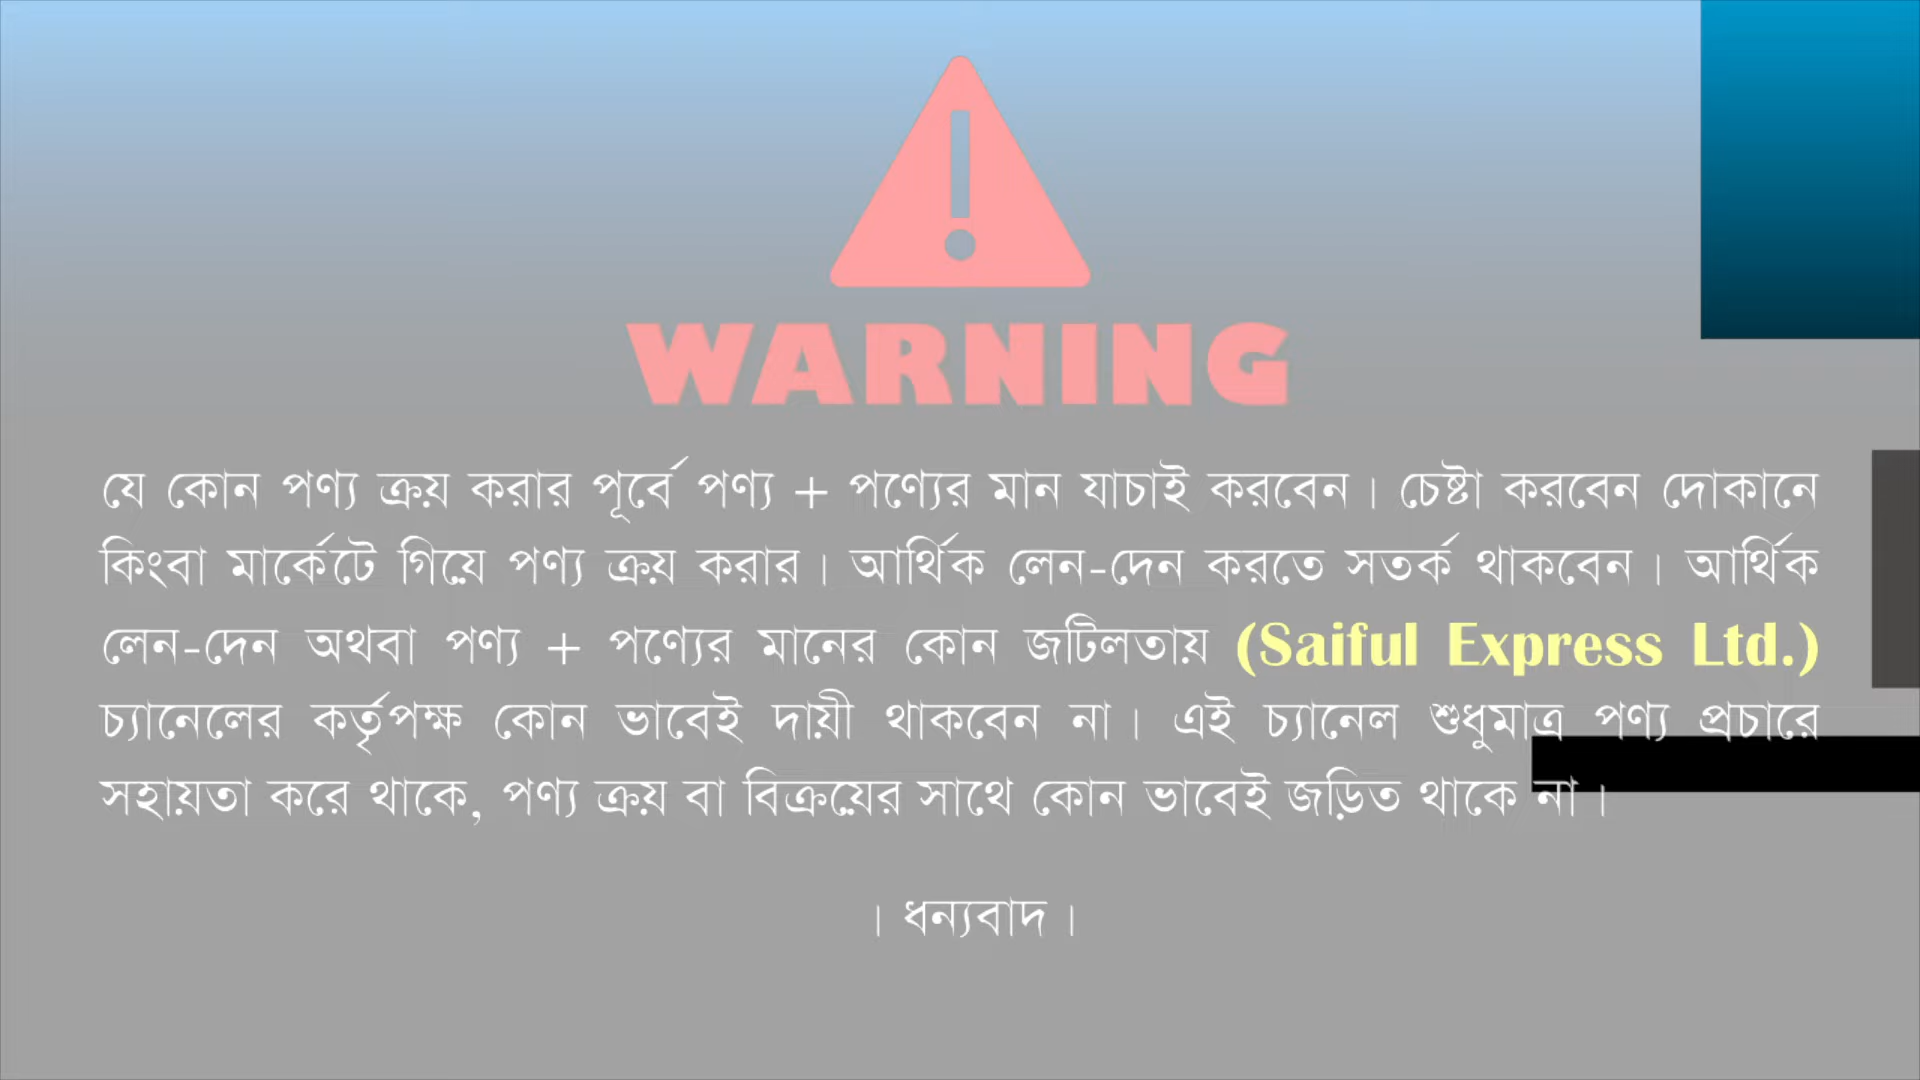 WARNING
যে কোন পণ্য ক্রয় করার পূর্বে পণ্য + পণ্যের মান যাচাই করবেন। চেষ্টা করবেন দোকানে
কিংবা মার্কেটে গিয়ে পণ্য ক্রয় করার। আর্থিক লেন-দেন করতে সতর্ক থাকবেন। আর্থিক
লেন-দেন অথবা পণ্য + পণ্যের মানের কোন জটিলতায় (Saiful Express Ltd.)
চ্যানেলের কর্তৃপক্ষ কোন ভাবেই দায়ী থাকবেন না। এই চ্যানেল শুধুমাত্র পণ্য প্রচারে
সহায়তা করে থাকে, পণ্য ক্রয় বা বিক্রয়ের সাথে কোন ভাবেই জড়িত থাকে না।
। ধন্যবাদ ।